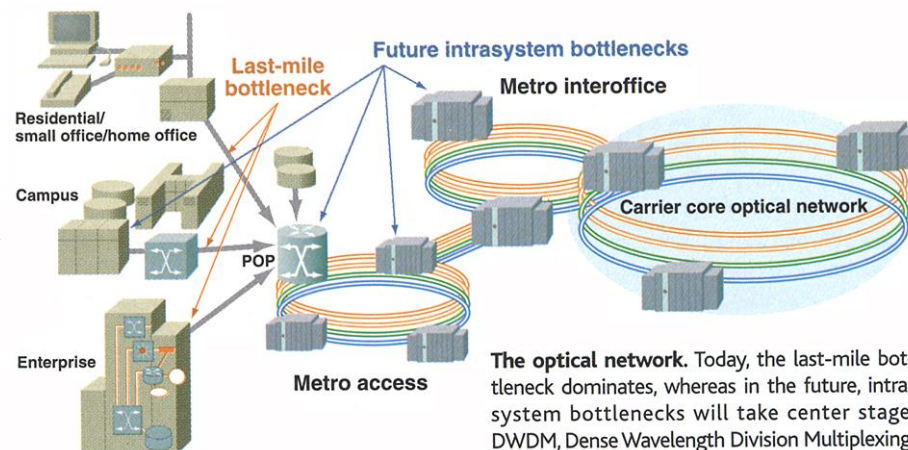 Future intrasystem bottlenecks
Last-mile
bottleneck
Metro interoffice
Residential/
small office/home office
Campus
Carrier core optical network
POP
Enterprise
Metro access
The optical network. Today, the last-mile bot
tleneck dominates, whereas in the future, intra
system bottlenecks will take center stage
DWDM, Dense Wavelength Division Multiplexing